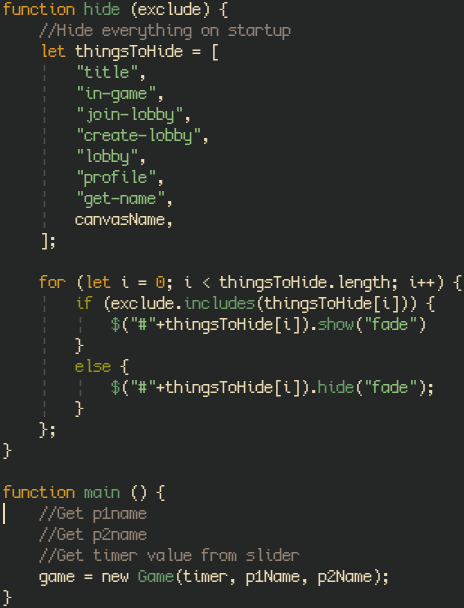 function hide (exclude) {
    //Hide everything on startup
    let thingsToHide = [
        "title",
        "in-game",
        "join-lobby",
        "create-lobby",
        "lobby",
        "profile",
        "get-name",
        canvasName,
    ];

    for (let i = 0; i < thingsToHide.length; i++) {
        if (exclude.includes(thingsToHide[i])) {
            $("#"+thingsToHide[i]).show("fade")
        }
        else {
            $("#"+thingsToHide[i]).hide("fade");
        }
    };
}

function main () {
    //Get p1name
    //Get p2name
    //Get timer value from slider
    game = new Game(timer, p1Name, p2Name);
}